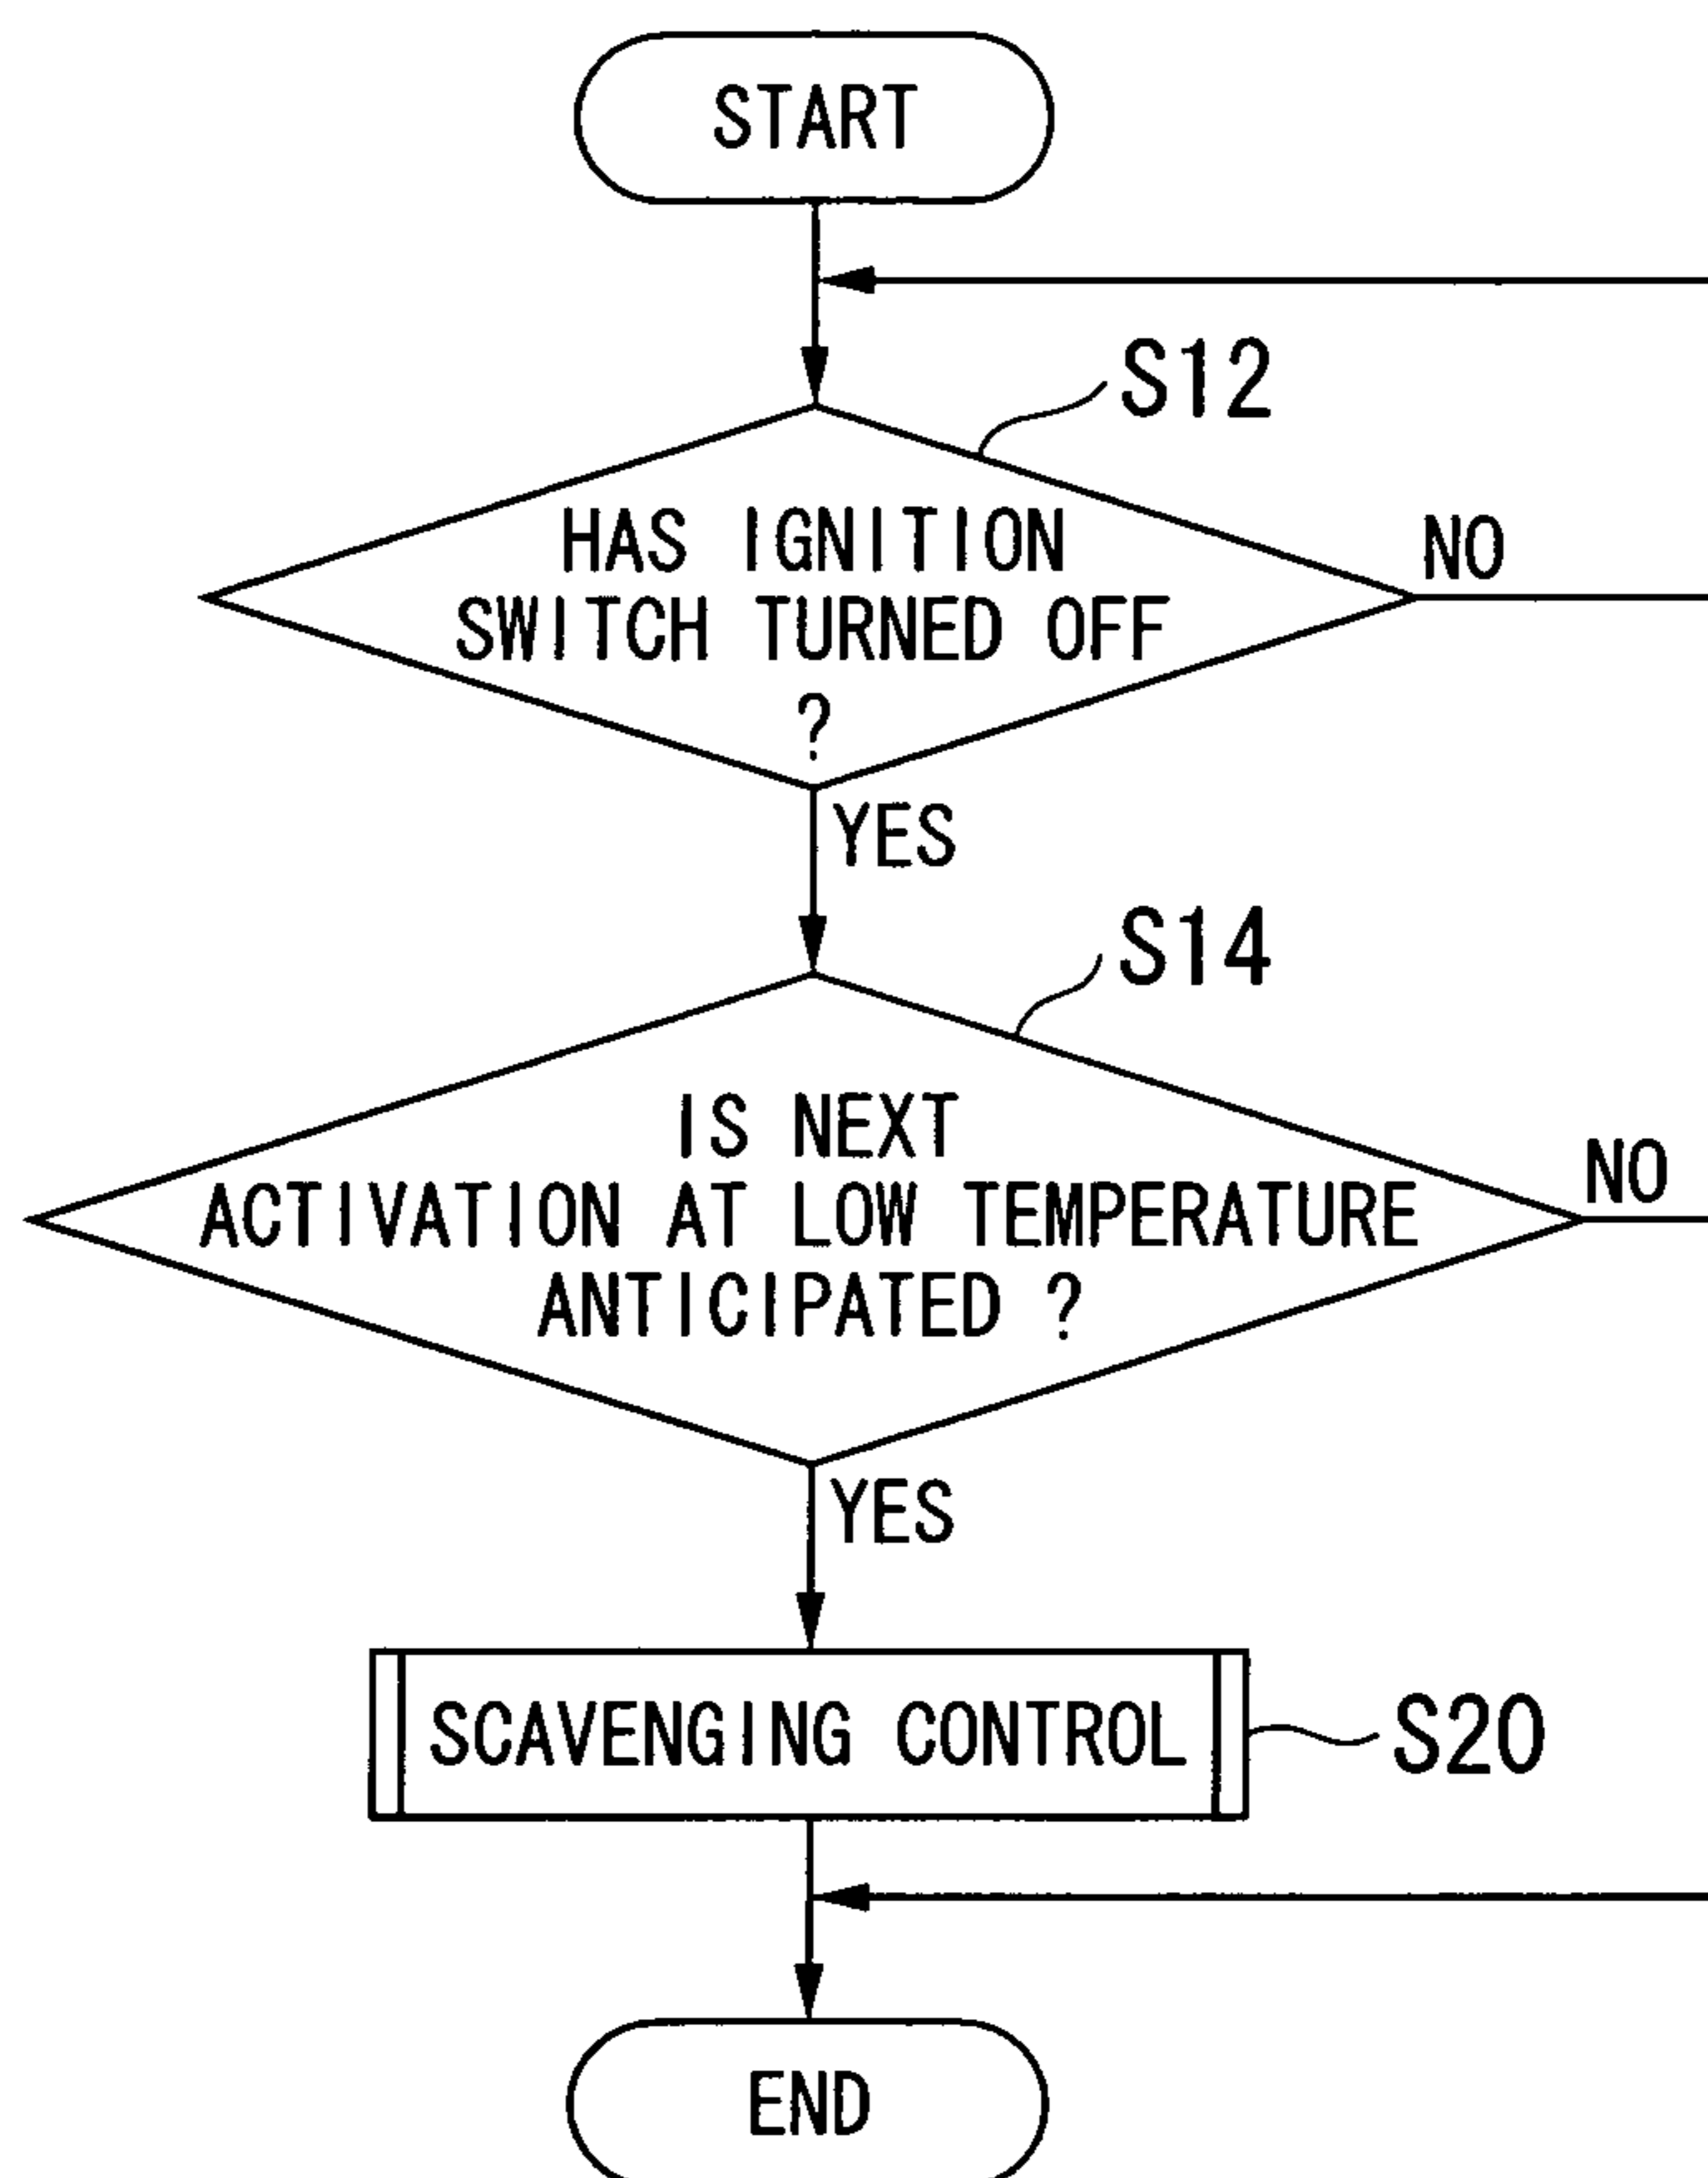 START
S12
HAS IGNITION
SWITCH TURNED OFF
?
NO
YES
S14
IS NEXT
ACTIVATION AT LOW TEMPERATURE
ANTICIPATED ?
NO
YES
SCAVENGING CONTROL
S20
END